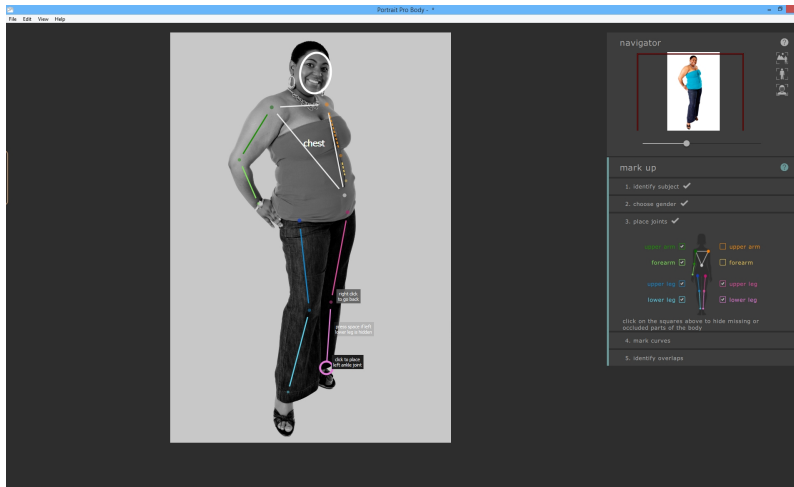 Portrait Pro Body - *
File Edit View Help
navigator
?
chest
mark up
?
1. identify subject
2. choose gender
3. place joints
upper arm
upper arm
forearm
forearm
upper leg
upper leg
lower leg
lower leg
click on the squares above to hide missing or
occluded parts of the body
4. mark curves
5. identify overlaps
right click
to go back
press space if left
lower leg is hidden
click to place
left ankle joint